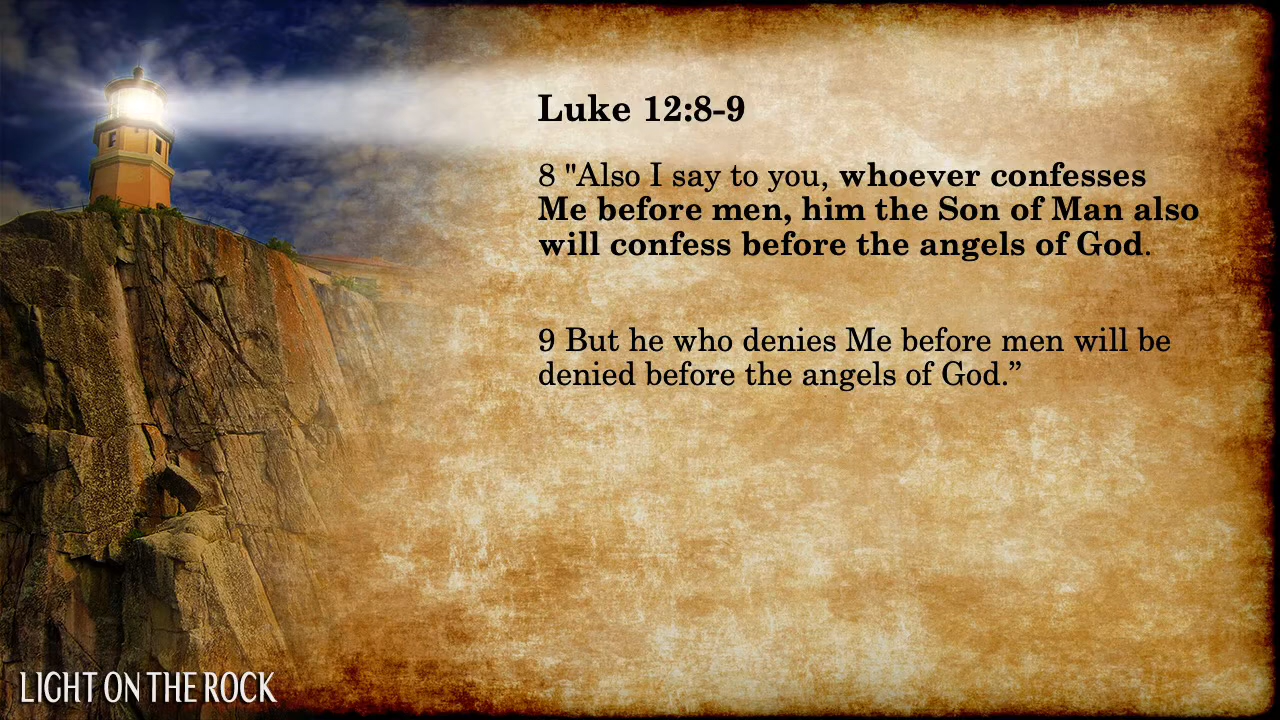 Luke 12:8-9
8 "Also I say to you, whoever confesses
Me before men, him the Son of Man also
will confess before the angels of God.
9 But he who denies Me before men will be
denied before the angels of God.”
LIGHT ON THE ROCK